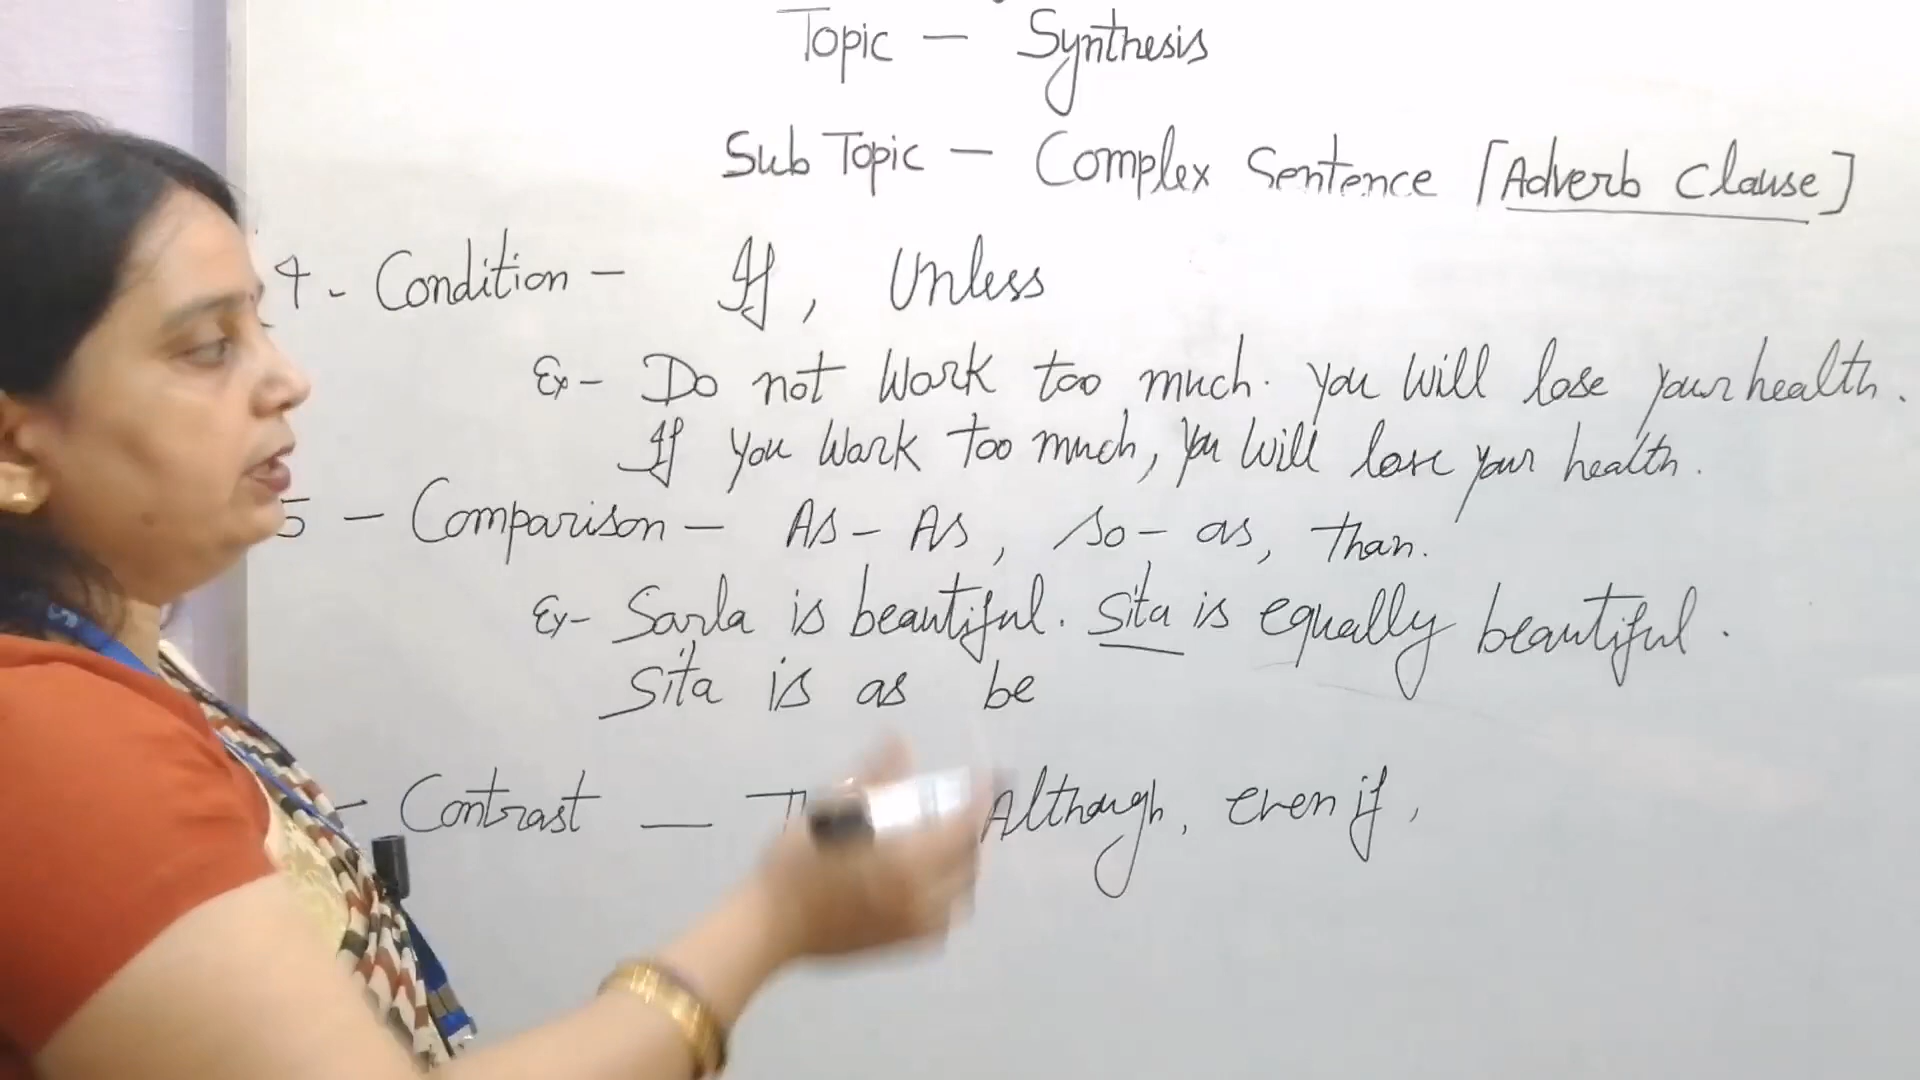 Topic - Synthesis
Sub Topic - Complex Sentence [Adverb Clause]
4 - Condition - If, Unless
Ex - Do not work too much. You will lose your health.
If you work too much, you will lose your health.
5 - Comparison - As - As, so - as, than.
Ex - Sarla is beautiful. Sita is equally beautiful.
Sita is as be
- Contrast - Although, even if,